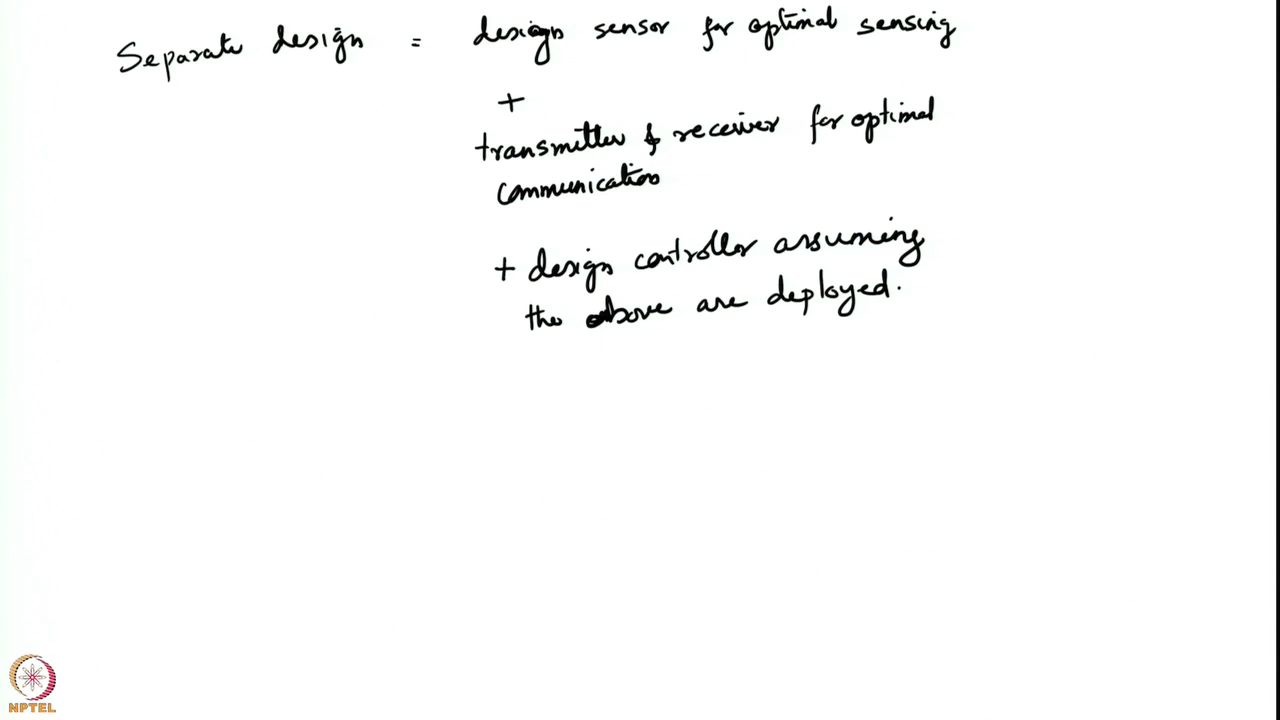 Separate design = design sensor for optimal sensing
+
transmitter & receiver for optimal
communication
+ design controller assuming
the above are deployed.
NPTEL